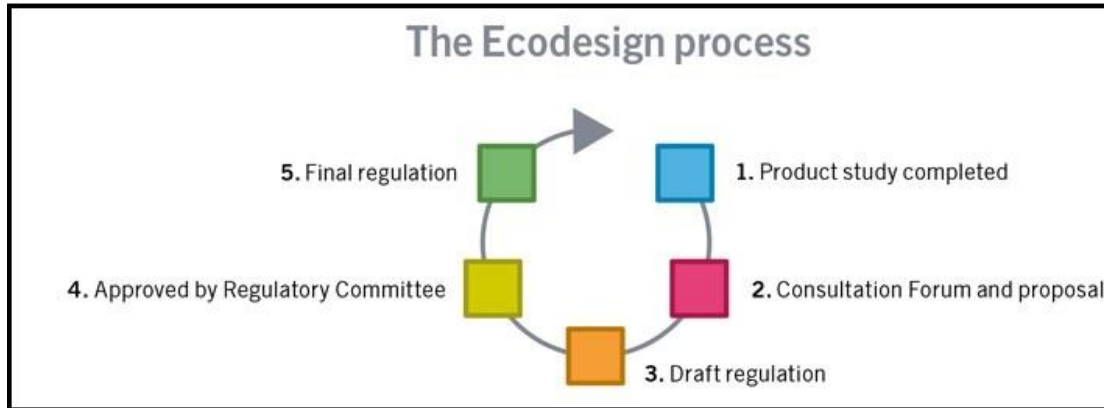 The Ecodesign process
1. Product study completed
2. Consultation Forum and proposal
3. Draft regulation
4. Approved by Regulatory Committee
5. Final regulation